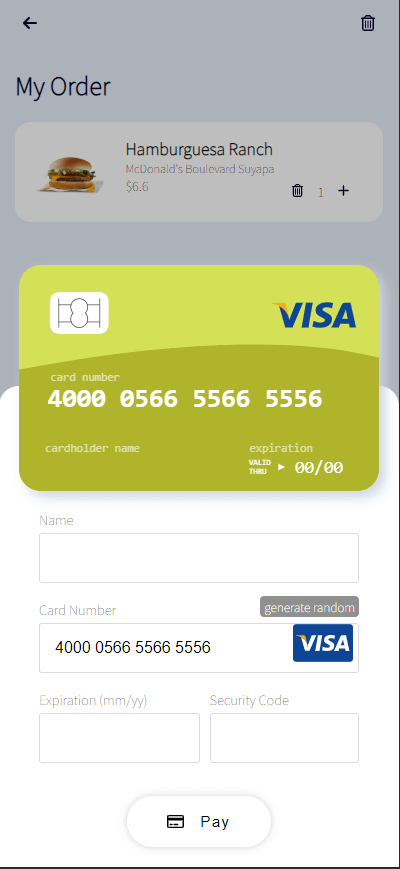 My Order
Hamburguesa Ranch
McDonald's Boulevard Suyapa
$6.6
1
VISA
card number
4000 0566 5566 5556
cardholder name
expiration
VALID
THRU
00/00
Name
generate random
Card Number
4000 0566 5566 5556
VISA
Expiration (mm/yy)
Security Code
Pay